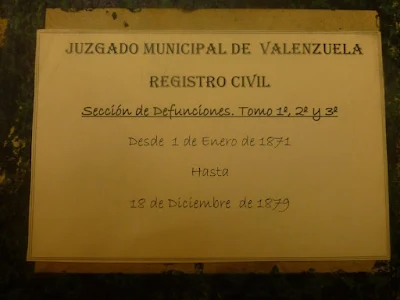 JUZGADO MUNICIPAL DE VALENZUELA
REGISTRO CIVIL
Sección de Defunciones. Tomo 1º, 2º y 3º
Desde 1 de Enero de 1871
Hasta
18 de Diciembre de 1879